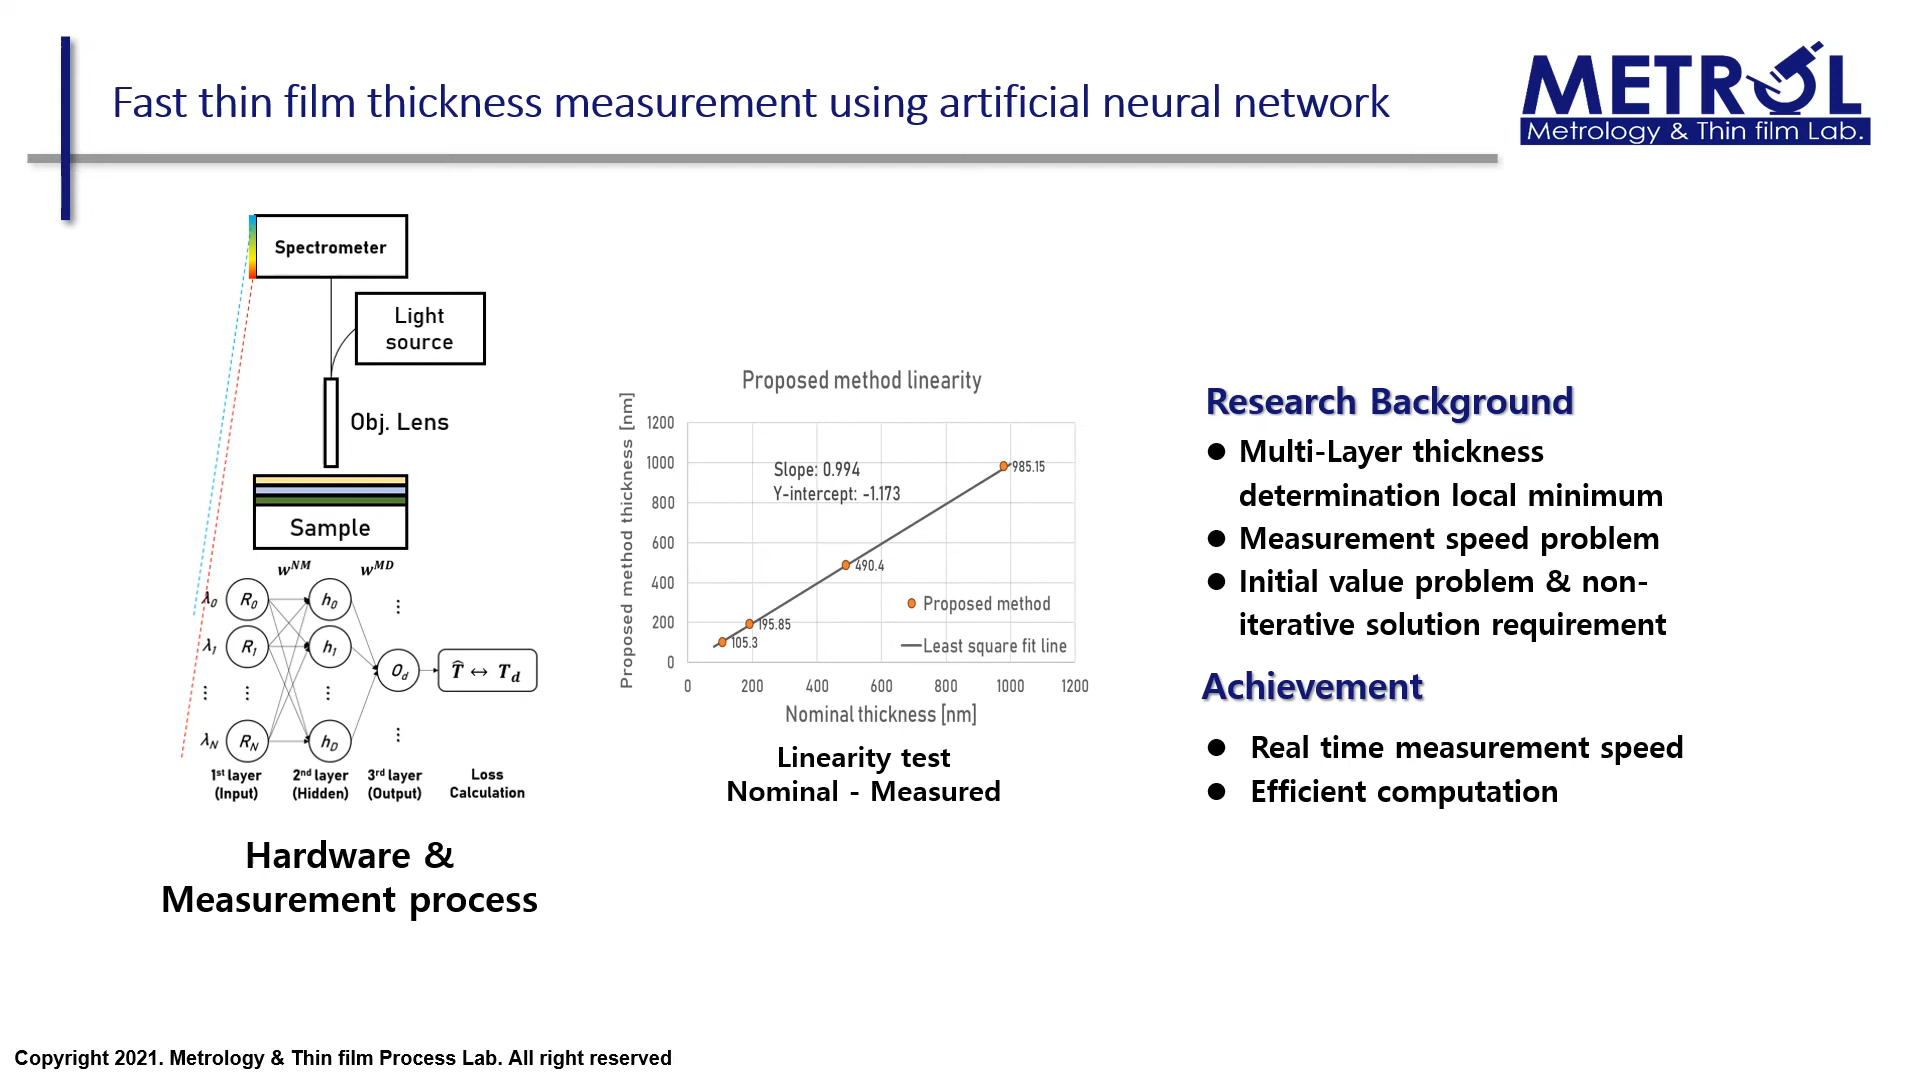 Fast thin film thickness measurement using artificial neural network
METROL
Metrology & Thin film Lab.
Spectrometer
Light
source
Obj. Lens
Sample
w^NM w^MD
λ0 R0 h0 ⋮
λ1 R1 h1
Od T̂ ↔ Td
⋮ ⋮ ⋮
λN RN hD ⋮
1st layer 2nd layer 3rd layer Loss
(Input) (Hidden) (Output) Calculation
Hardware &
Measurement process
Proposed method linearity
Proposed method thickness [nm]
1200
1000
800
600
400
200
0
Slope: 0.994
Y-intercept: -1.173
985.15
490.4
195.85
105.3
Proposed method
Least square fit line
0 200 400 600 800 1000 1200
Nominal thickness [nm]
Linearity test
Nominal - Measured
Research Background
● Multi-Layer thickness
determination local minimum
● Measurement speed problem
● Initial value problem & non-
iterative solution requirement
Achievement
● Real time measurement speed
● Efficient computation
Copyright 2021. Metrology & Thin film Process Lab. All right reserved